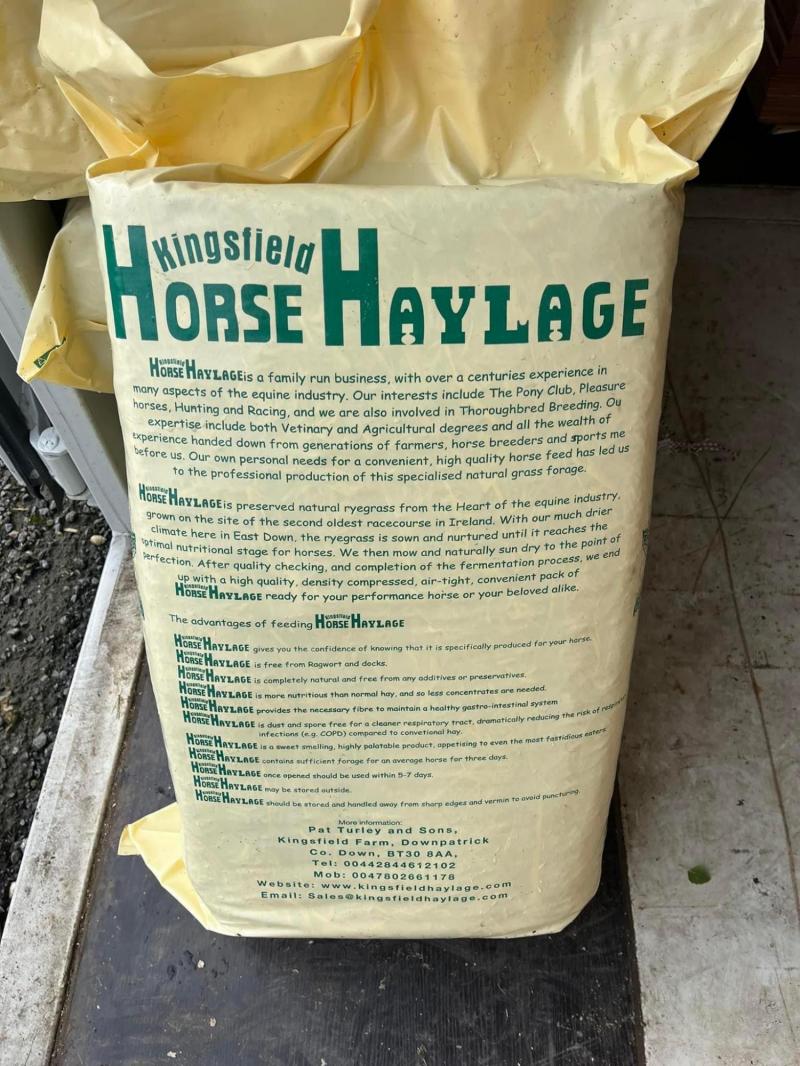 Kingsfield
HORSE HAYLAGE
Kingsfield HORSE HAYLAGE is a family run business, with over a centuries experience in
many aspects of the equine industry. Our interests include The Pony Club, Pleasure
horses, Hunting and Racing, and we are also involved in Thoroughbred Breeding. Ou
expertise include both Vetinary and Agricultural degrees and all the wealth of
experience handed down from generations of farmers, horse breeders and sports me
before us. Our own personal needs for a convenient, high quality horse feed has led us
to the professional production of this specialised natural grass forage.
Kingsfield HORSE HAYLAGE is preserved natural ryegrass from the Heart of the equine industry,
grown on the site of the second oldest racecourse in Ireland. With our much drier
climate here in East Down, the ryegrass is sown and nurtured until it reaches the
optimal nutritional stage for horses. We then mow and naturally sun dry to the point of
perfection. After quality checking, and completion of the fermentation process, we end
up with a high quality, density compressed, air-tight, convenient pack of
Kingsfield HORSE HAYLAGE ready for your performance horse or your beloved alike.
The advantages of feeding Kingsfield HORSE HAYLAGE
Kingsfield HORSE HAYLAGE gives you the confidence of knowing that it is specifically produced for your horse.
Kingsfield HORSE HAYLAGE is free from Ragwort and docks.
Kingsfield HORSE HAYLAGE is completely natural and free from any additives or preservatives.
Kingsfield HORSE HAYLAGE is more nutritious than normal hay, and so less concentrates are needed.
Kingsfield HORSE HAYLAGE provides the necessary fibre to maintain a healthy gastro-intestinal system
Kingsfield HORSE HAYLAGE is dust and spore free for a cleaner respiratory tract, dramatically reducing the risk of
infections (e.g. COPD) compared to convetional hay.
Kingsfield HORSE HAYLAGE is a sweet smelling, highly palatable product, appetising to even the most fastidious eaters.
Kingsfield HORSE HAYLAGE contains sufficient forage for an average horse for three days.
Kingsfield HORSE HAYLAGE once opened should be used within 5-7 days.
Kingsfield HORSE HAYLAGE may be stored outside.
Kingsfield HORSE HAYLAGE should be stored and handled away from sharp edges and vermin to avoid puncturing.
More information:
Pat Turley and Sons,
Kingsfield Farm, Downpatrick
Co. Down, BT30 8AA,
Tel: 00442844612102
Mob: 0047802661178
Website: www.kingsfieldhaylage.com
Email: Sales@kingsfieldhaylage.com